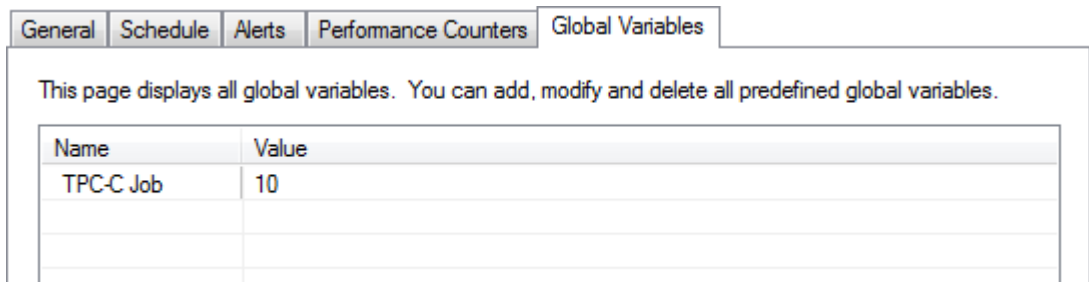 General Schedule Alerts Performance Counters Global Variables
This page displays all global variables.  You can add, modify and delete all predefined global variables.
Name Value
TPC-C Job 10